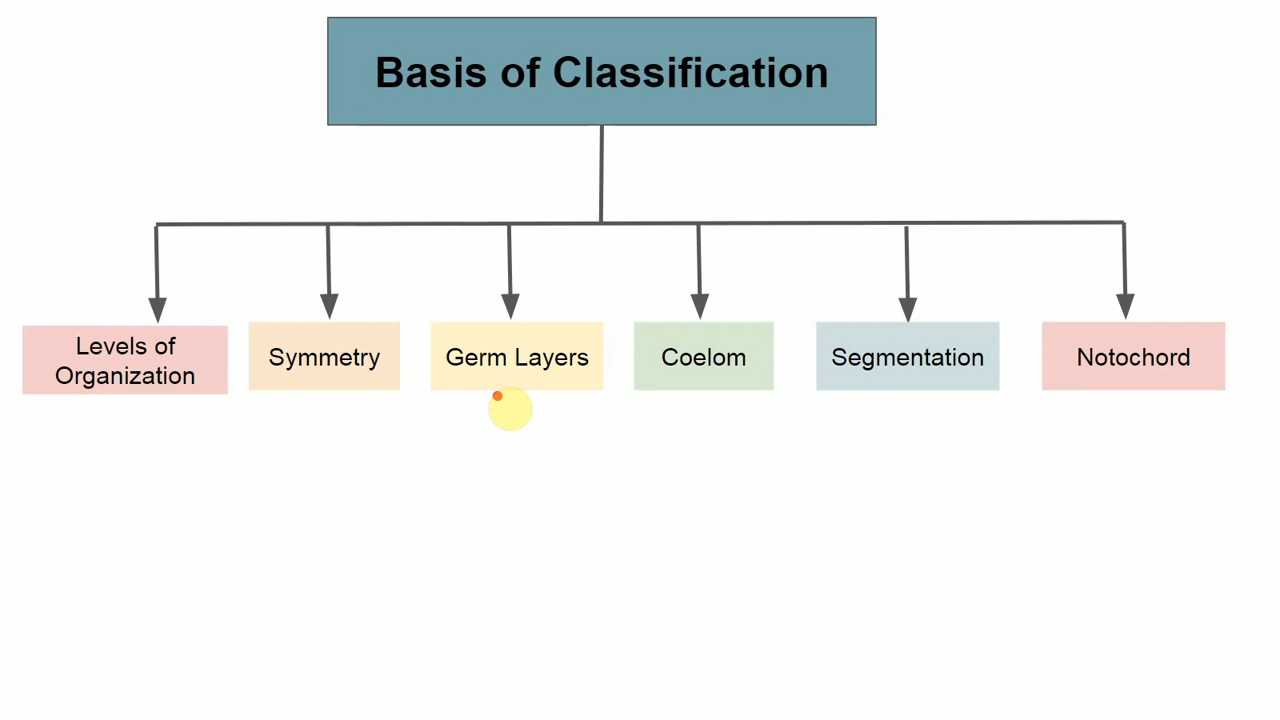 Basis of Classification
Levels of
Organization
Symmetry
Germ Layers
Coelom
Segmentation
Notochord